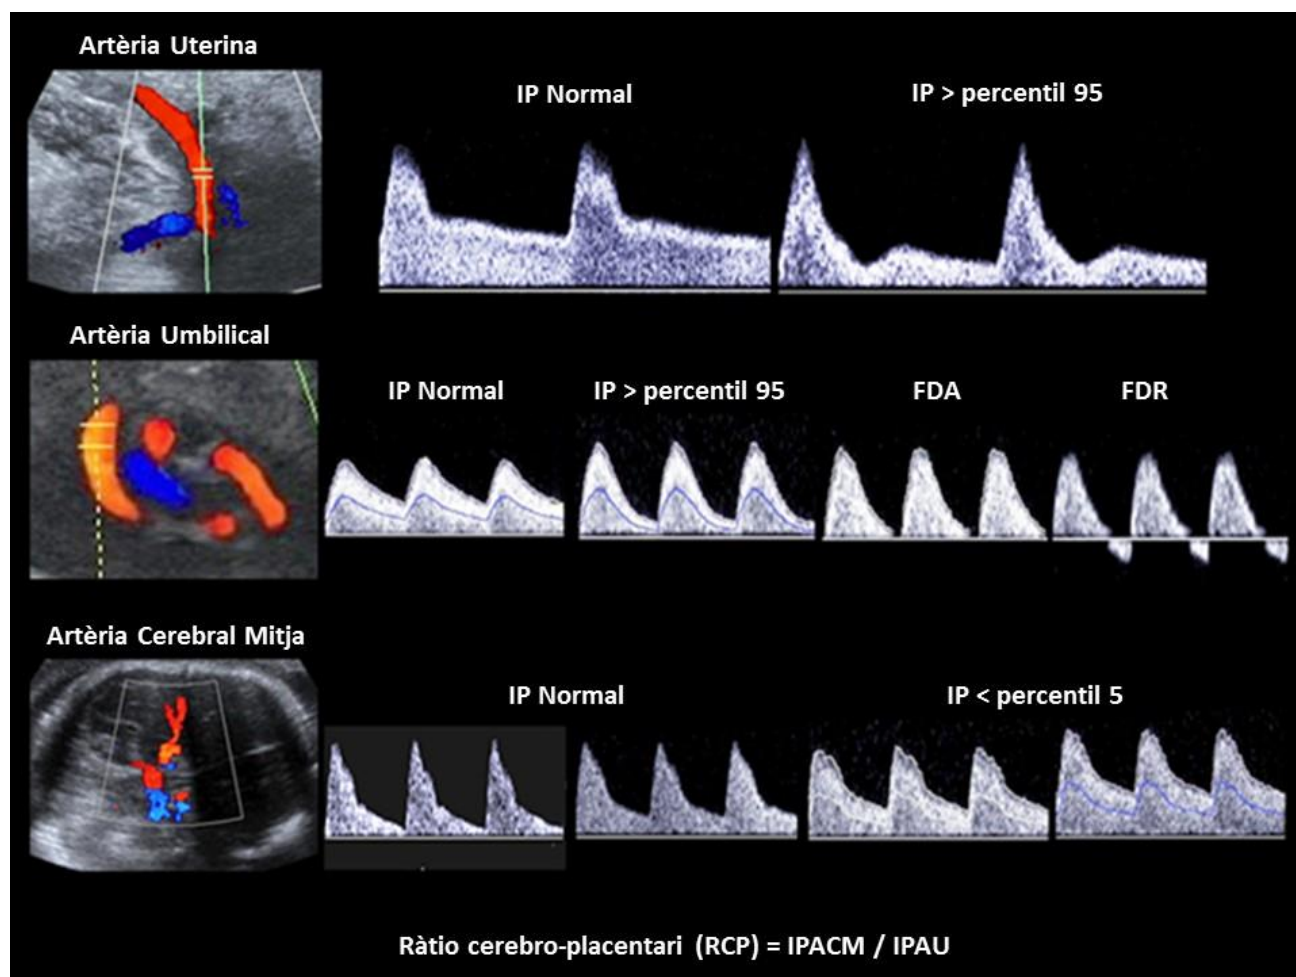 Artèria Uterina
IP Normal
IP > percentil 95
Artèria Umbilical
IP Normal
IP > percentil 95
FDA
FDR
Artèria Cerebral Mitja
IP Normal
IP < percentil 5
Ràtio cerebro-placentari (RCP) = IPACM / IPAU